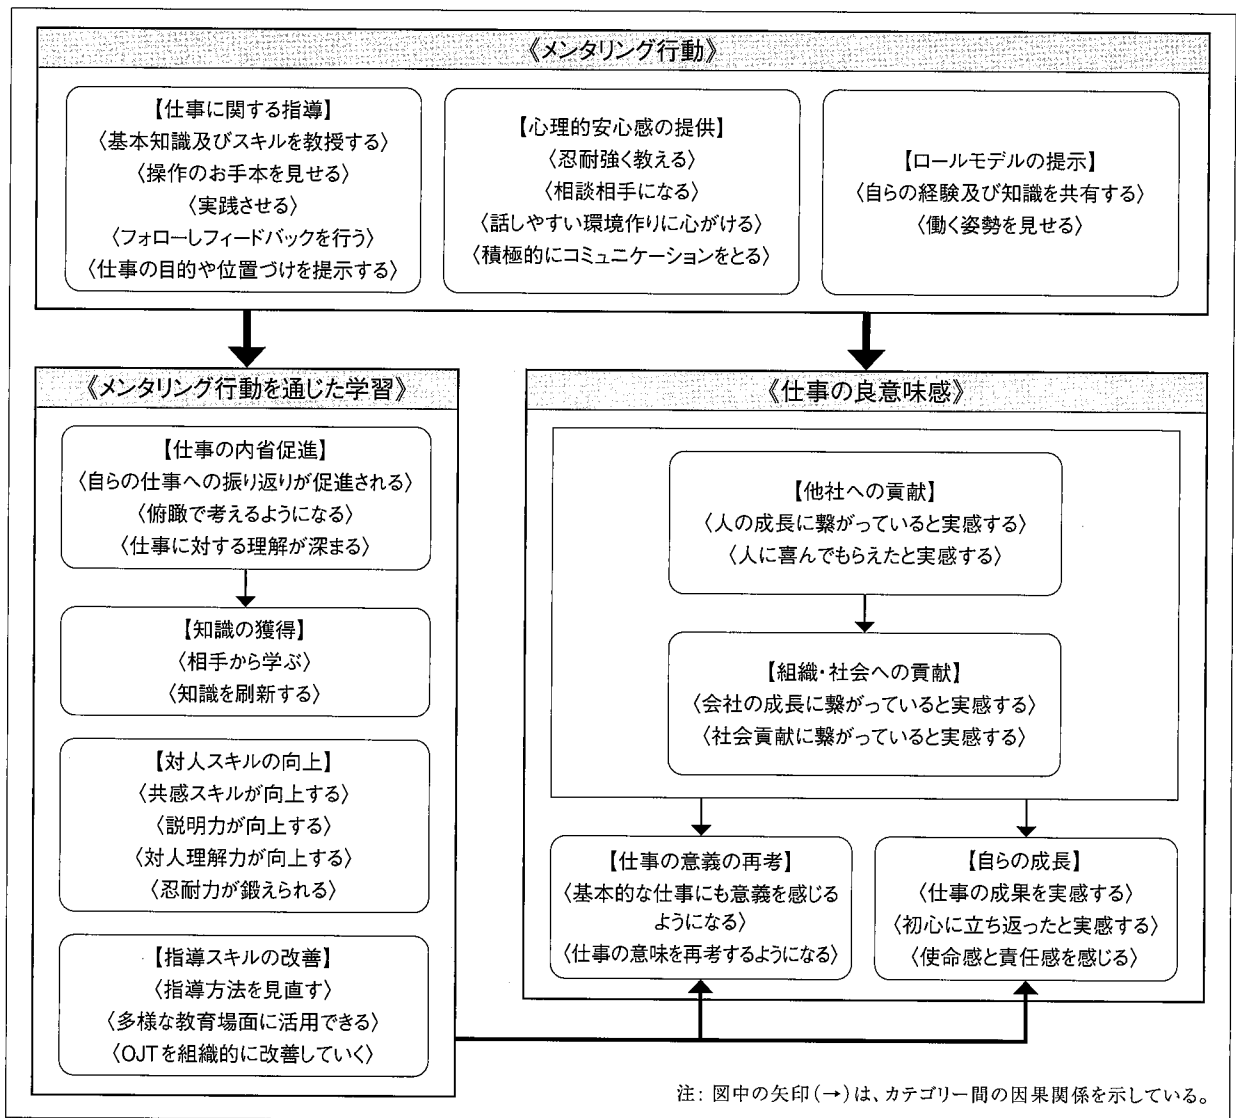 《メンタリング行動》
【仕事に関する指導】
〈基本知識及びスキルを教授する〉
〈操作のお手本を見せる〉
〈実践させる〉
〈フォローしフィードバックを行う〉
〈仕事の目的や位置づけを提示する〉
【心理的安心感の提供】
〈忍耐強く教える〉
〈相談相手になる〉
〈話しやすい環境作りに心がける〉
〈積極的にコミュニケーションをとる〉
【ロールモデルの提示】
〈自らの経験及び知識を共有する〉
〈働く姿勢を見せる〉
《メンタリング行動を通じた学習》
【仕事の内省促進】
〈自らの仕事への振り返りが促進される〉
〈俯瞰で考えるようになる〉
〈仕事に対する理解が深まる〉
【知識の獲得】
〈相手から学ぶ〉
〈知識を刷新する〉
【対人スキルの向上】
〈共感スキルが向上する〉
〈説明力が向上する〉
〈対人理解力が向上する〉
〈忍耐力が鍛えられる〉
【指導スキルの改善】
〈指導方法を見直す〉
〈多様な教育場面に活用できる〉
〈OJTを組織的に改善していく〉
《仕事の良意味感》
【他社への貢献】
〈人の成長に繋がっていると実感する〉
〈人に喜んでもらえたと実感する〉
【組織・社会への貢献】
〈会社の成長に繋がっていると実感する〉
〈社会貢献に繋がっていると実感する〉
【仕事の意義の再考】
〈基本的な仕事にも意義を感じる
ようになる〉
〈仕事の意味を再考するようになる〉
【自らの成長】
〈仕事の成果を実感する〉
〈初心に立ち返ったと実感する〉
〈使命感と責任感を感じる〉
注: 図中の矢印(→)は、カテゴリー間の因果関係を示している。